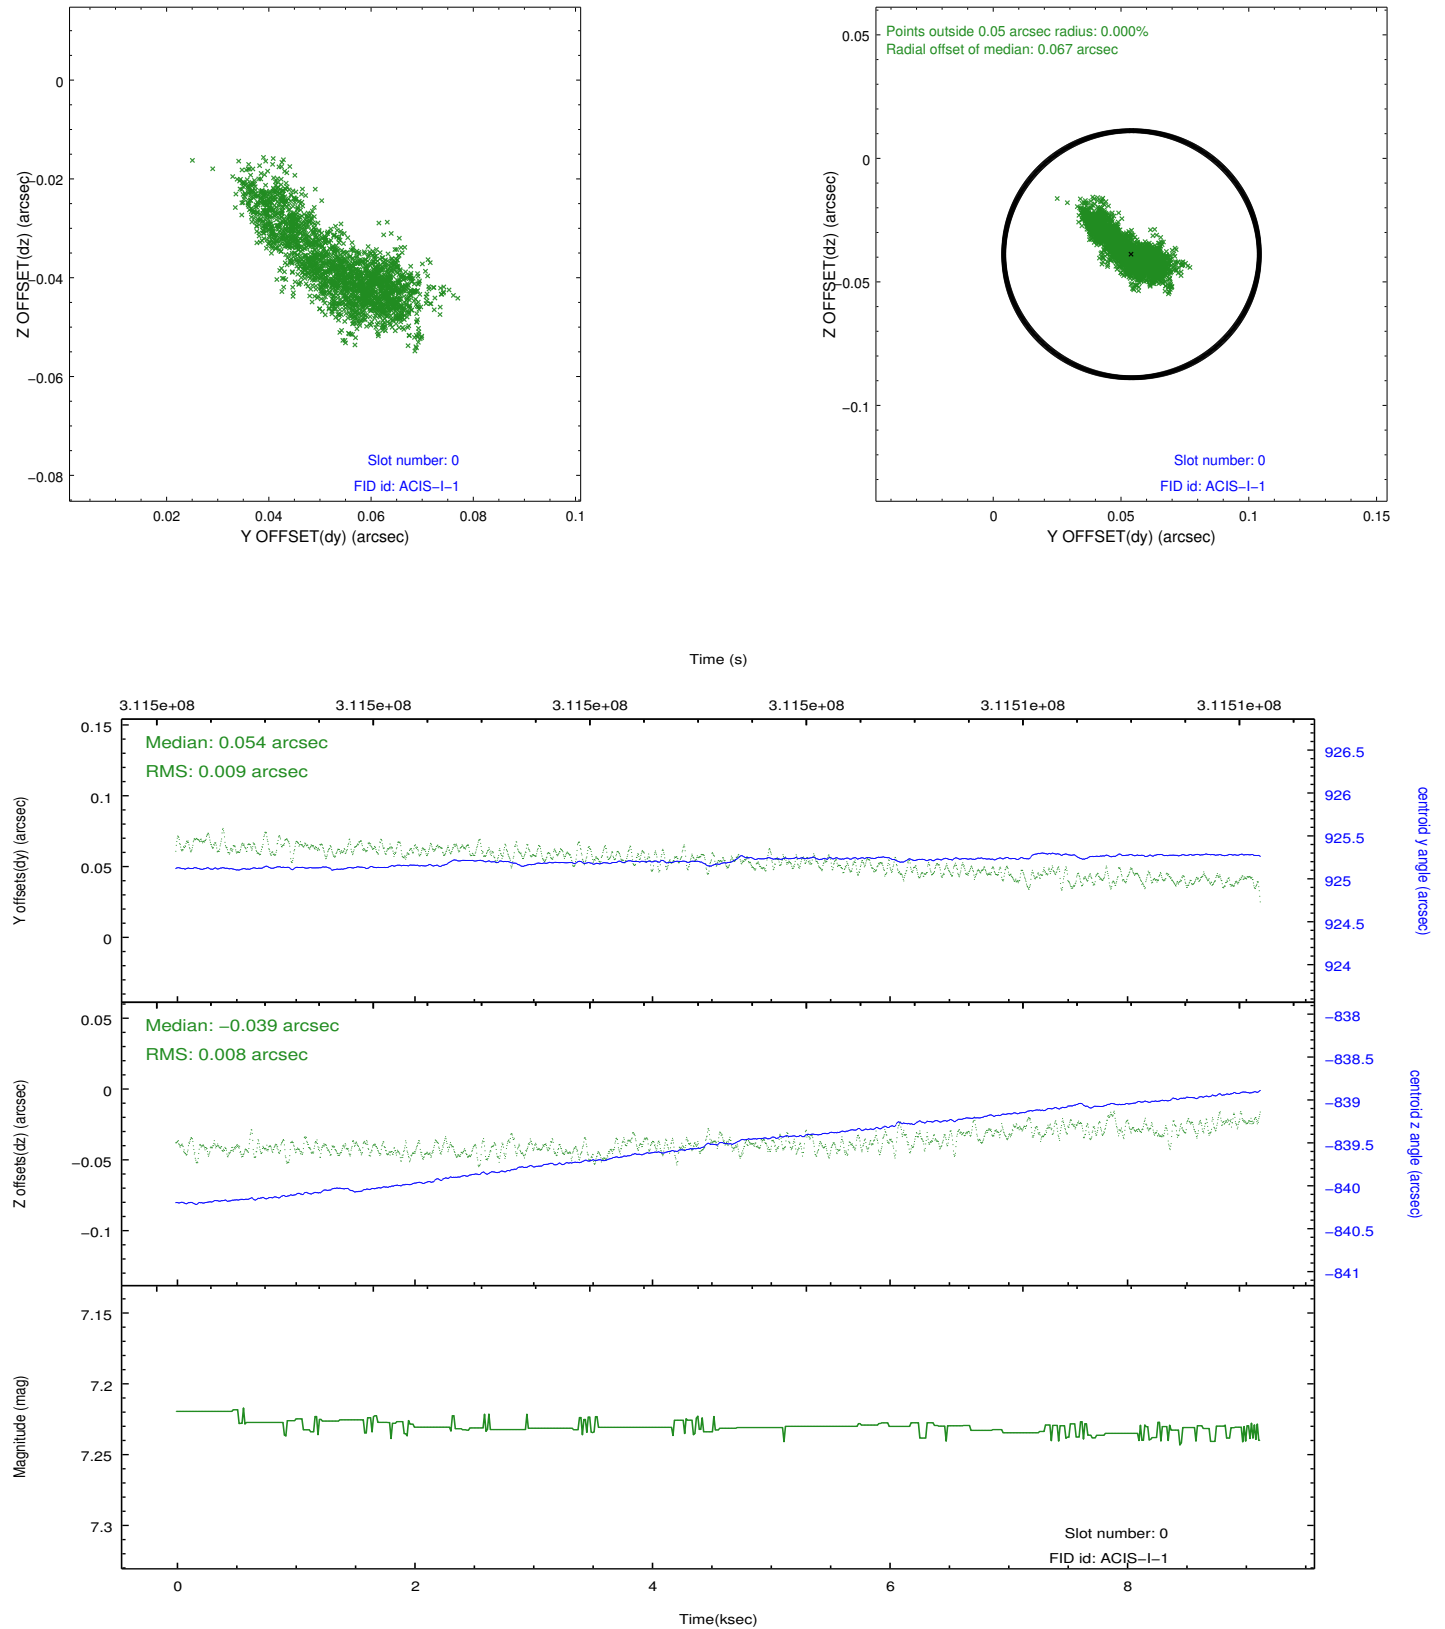 0
−0.02
−0.04
−0.06
−0.08
Z OFFSET(dz) (arcsec)
0.02
0.04
0.06
0.08
0.1
Y OFFSET(dy) (arcsec)
Slot number: 0
FID id: ACIS−I−1
Points outside 0.05 arcsec radius: 0.000%
Radial offset of median: 0.067 arcsec
0.05
0
−0.05
−0.1
Z OFFSET(dz) (arcsec)
0
0.05
0.1
0.15
Y OFFSET(dy) (arcsec)
Slot number: 0
FID id: ACIS−I−1
Time (s)
3.115e+08
3.115e+08
3.115e+08
3.115e+08
3.1151e+08
3.1151e+08
Median: 0.054 arcsec
RMS: 0.009 arcsec
0.15
0.1
0.05
0
Y offsets(dy) (arcsec)
926.5
926
925.5
925
924.5
924
centroid y angle (arcsec)
Median: −0.039 arcsec
RMS: 0.008 arcsec
0.05
0
−0.05
−0.1
Z offsets(dz) (arcsec)
−838
−838.5
−839
−839.5
−840
−840.5
−841
centroid z angle (arcsec)
7.15
7.2
7.25
7.3
Magnitude (mag)
Slot number: 0
FID id: ACIS−I−1
0
2
4
6
8
Time(ksec)